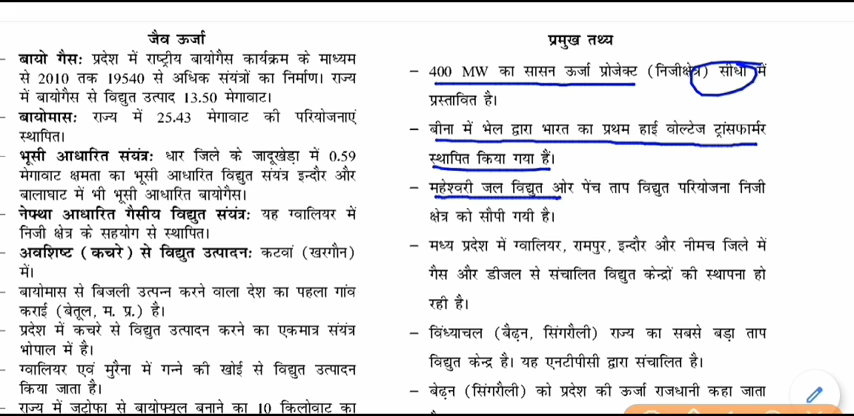 जैव ऊर्जा
- बायो गैस: प्रदेश में राष्ट्रीय बायोगैस कार्यक्रम के माध्यम
से 2010 तक 19540 से अधिक संयंत्रों का निर्माण। राज्य
में बायोगैस से विद्युत उत्पाद 13.50 मेगावाट।
- बायोमास: राज्य में 25.43 मेगावाट की परियोजनाएं
स्थापित।
- भूसी आधारित संयंत्र: धार जिले के जादूखेड़ा में 0.59
मेगावाट क्षमता का भूसी आधारित विद्युत संयंत्र इन्दौर और
बालाघाट में भी भूसी आधारित बायोगैस।
- नेफ्था आधारित गैसीय विद्युत संयंत्र: यह ग्वालियर में
निजी क्षेत्र के सहयोग से स्थापित।
- अवशिष्ट (कचरे) से विद्युत उत्पादन: कटवां (खरगौन)
में।
- बायोमास से बिजली उत्पन्न करने वाला देश का पहला गांव
कराई (बेतूल, म. प्र.) है।
- प्रदेश में कचरे से विद्युत उत्पादन करने का एकमात्र संयंत्र
भोपाल में है।
- ग्वालियर एवं मुरैना में गन्ने की खोई से विद्युत उत्पादन
किया जाता है।
- राज्य में जट्रोफा से बायोफ्यूल बनाने का 10 किलोवाट का
प्रमुख तथ्य
- 400 MW का सासन ऊर्जा प्रोजेक्ट (निजीक्षेत्र) सीधी में
प्रस्तावित है।
- बीना में भेल द्वारा भारत का प्रथम हाई वोल्टेज ट्रांसफार्मर
स्थापित किया गया हैं।
- महेश्वरी जल विद्युत ओर पेंच ताप विद्युत परियोजना निजी
क्षेत्र को सौपी गयी है।
- मध्य प्रदेश में ग्वालियर, रामपुर, इन्दौर और नीमच जिले में
गैस और डीजल से संचालित विद्युत केन्द्रों की स्थापना हो
रही है।
- विंध्याचल (बैढ़न, सिंगरौली) राज्य का सबसे बड़ा ताप
विद्युत केन्द्र है। यह एनटीपीसी द्वारा संचालित है।
- बेढ़न (सिंगरौली) को प्रदेश की ऊर्जा राजधानी कहा जाता